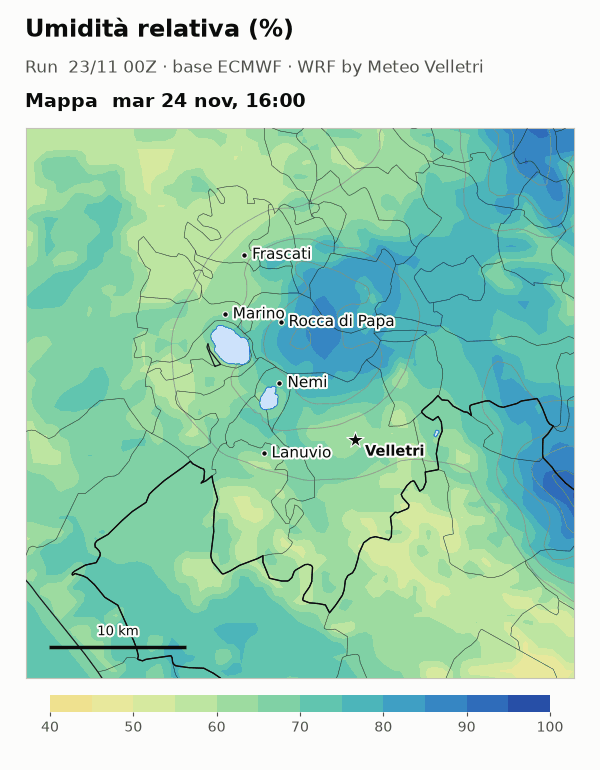 Umidità relativa (%)
Run  23/11 00Z · base ECMWF · WRF by Meteo Velletri
Mappa  mar 24 nov, 16:00
Frascati
Marino
Rocca di Papa
Nemi
Velletri
Lanuvio
10 km
40 50 60 70 80 90 100